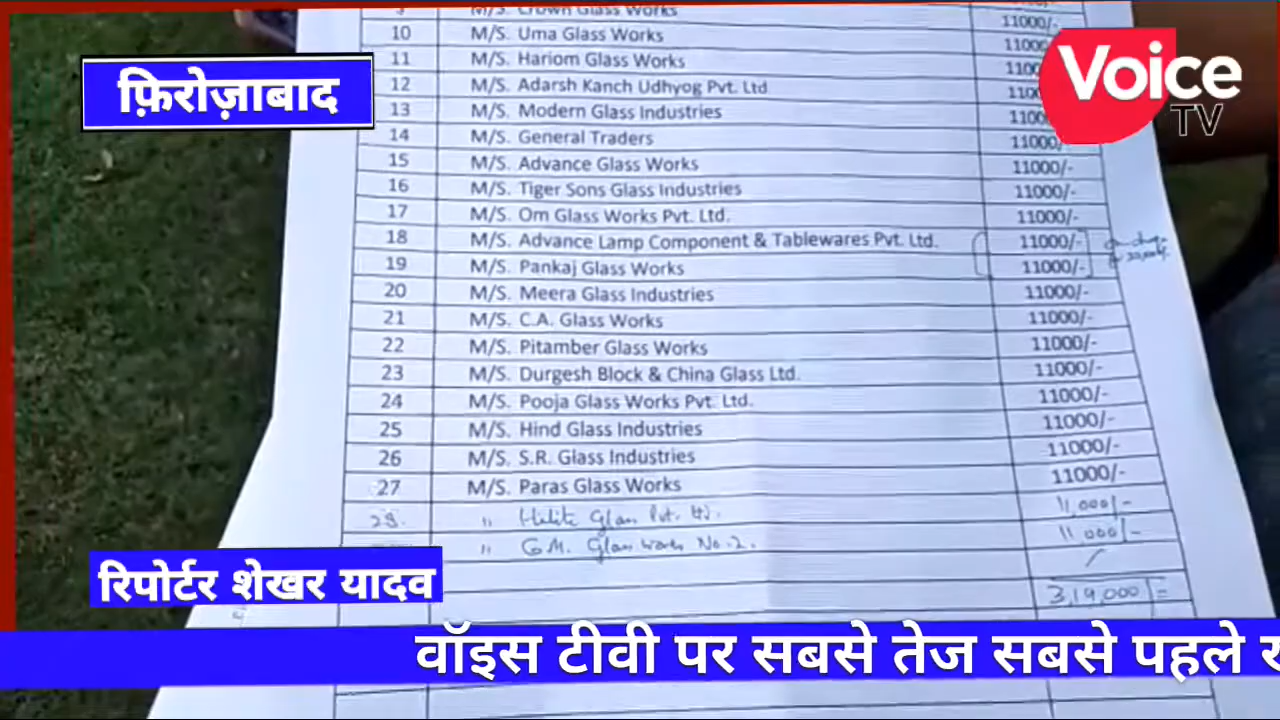 9 M/S. Crown Glass Works 11000/-
10 M/S. Uma Glass Works 11000
11 M/S. Hariom Glass Works 1100
12 M/S. Adarsh Kanch Udhyog Pvt. Ltd 110
13 M/S. Modern Glass Industries 1100
14 M/S. General Traders 11000/
15 M/S. Advance Glass Works 11000/-
16 M/S. Tiger Sons Glass Industries 11000/-
17 M/S. Om Glass Works Pvt. Ltd. 11000/-
18 M/S. Advance Lamp Component & Tablewares Pvt. Ltd. 11000/-
19 M/S. Pankaj Glass Works 11000/-
20 M/S. Meera Glass Industries 11000/-
21 M/S. C.A. Glass Works 11000/-
22 M/S. Pitamber Glass Works 11000/-
23 M/S. Durgesh Block & China Glass Ltd. 11000/-
24 M/S. Pooja Glass Works Pvt. Ltd. 11000/-
25 M/S. Hind Glass Industries 11000/-
26 M/S. S.R. Glass Industries 11000/-
27 M/S. Paras Glass Works 11000/-
28. " Glass Pvt. 11,000/-
" G.M. Glass Works No. 2. 11000/-
3,19,000/=
फ़िरोज़ाबाद
Voice
TV
रिपोर्टर शेखर यादव
वॉइस टीवी पर सबसे तेज सबसे पहले